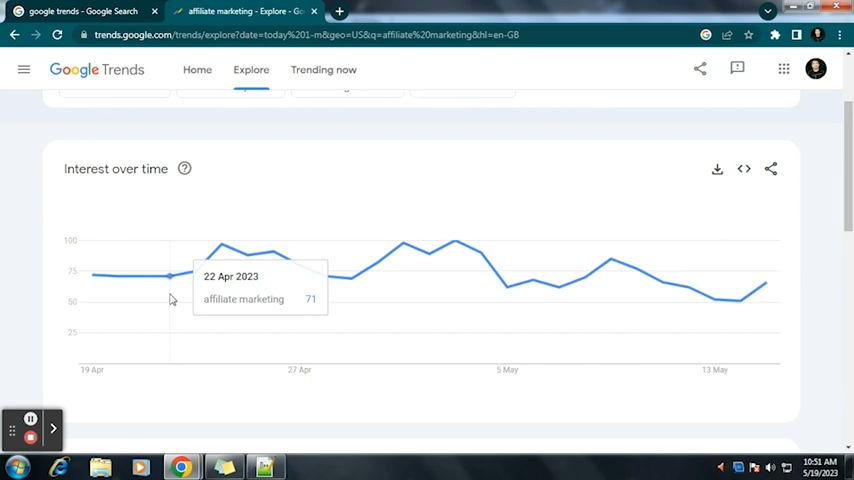 google trends - Google Search
affiliate marketing - Explore - Goo
trends.google.com/trends/explore?date=today%201-m&geo=US&q=affiliate%20marketing&hl=en-GB
Google Trends
Home
Explore
Trending now
Interest over time
100
75
50
25
22 Apr 2023
affiliate marketing 71
19 Apr
27 Apr
5 May
13 May
10:51 AM
5/19/2023